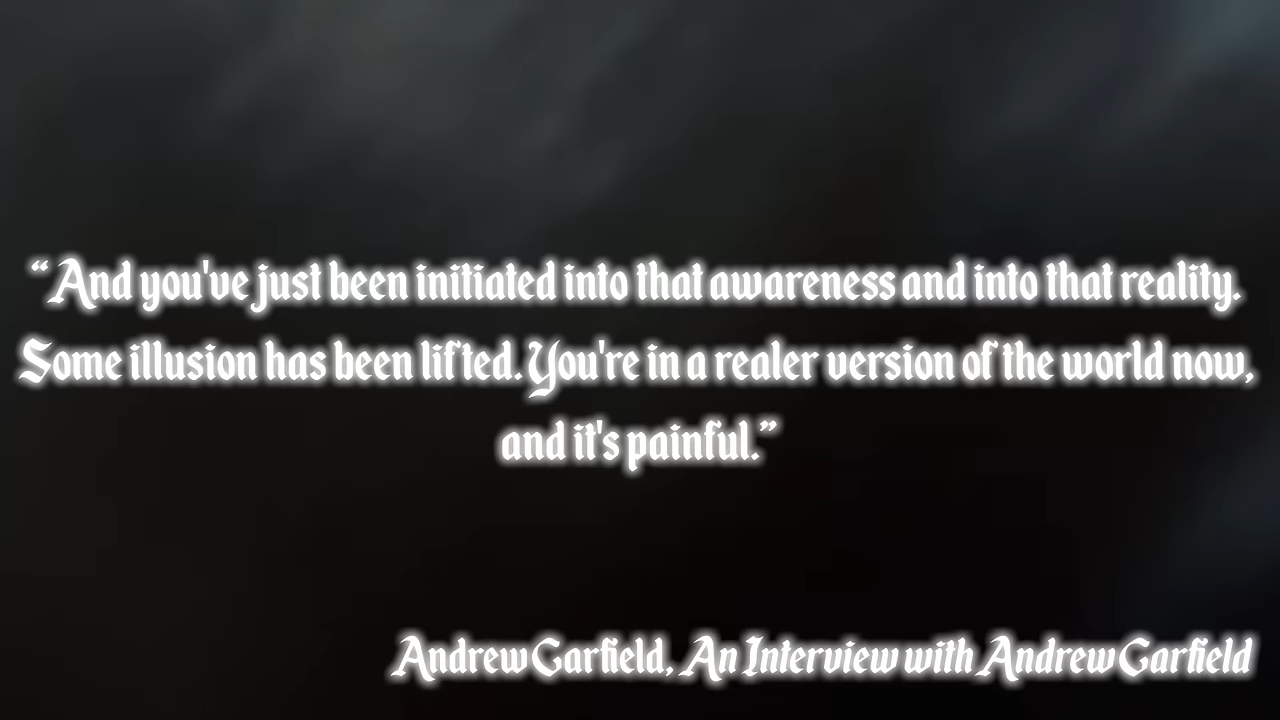 “And you've just been initiated into that awareness and into that reality.
Some illusion has been lifted. You're in a realer version of the world now,
and it's painful.”
Andrew Garfield, An Interview with Andrew Garfield